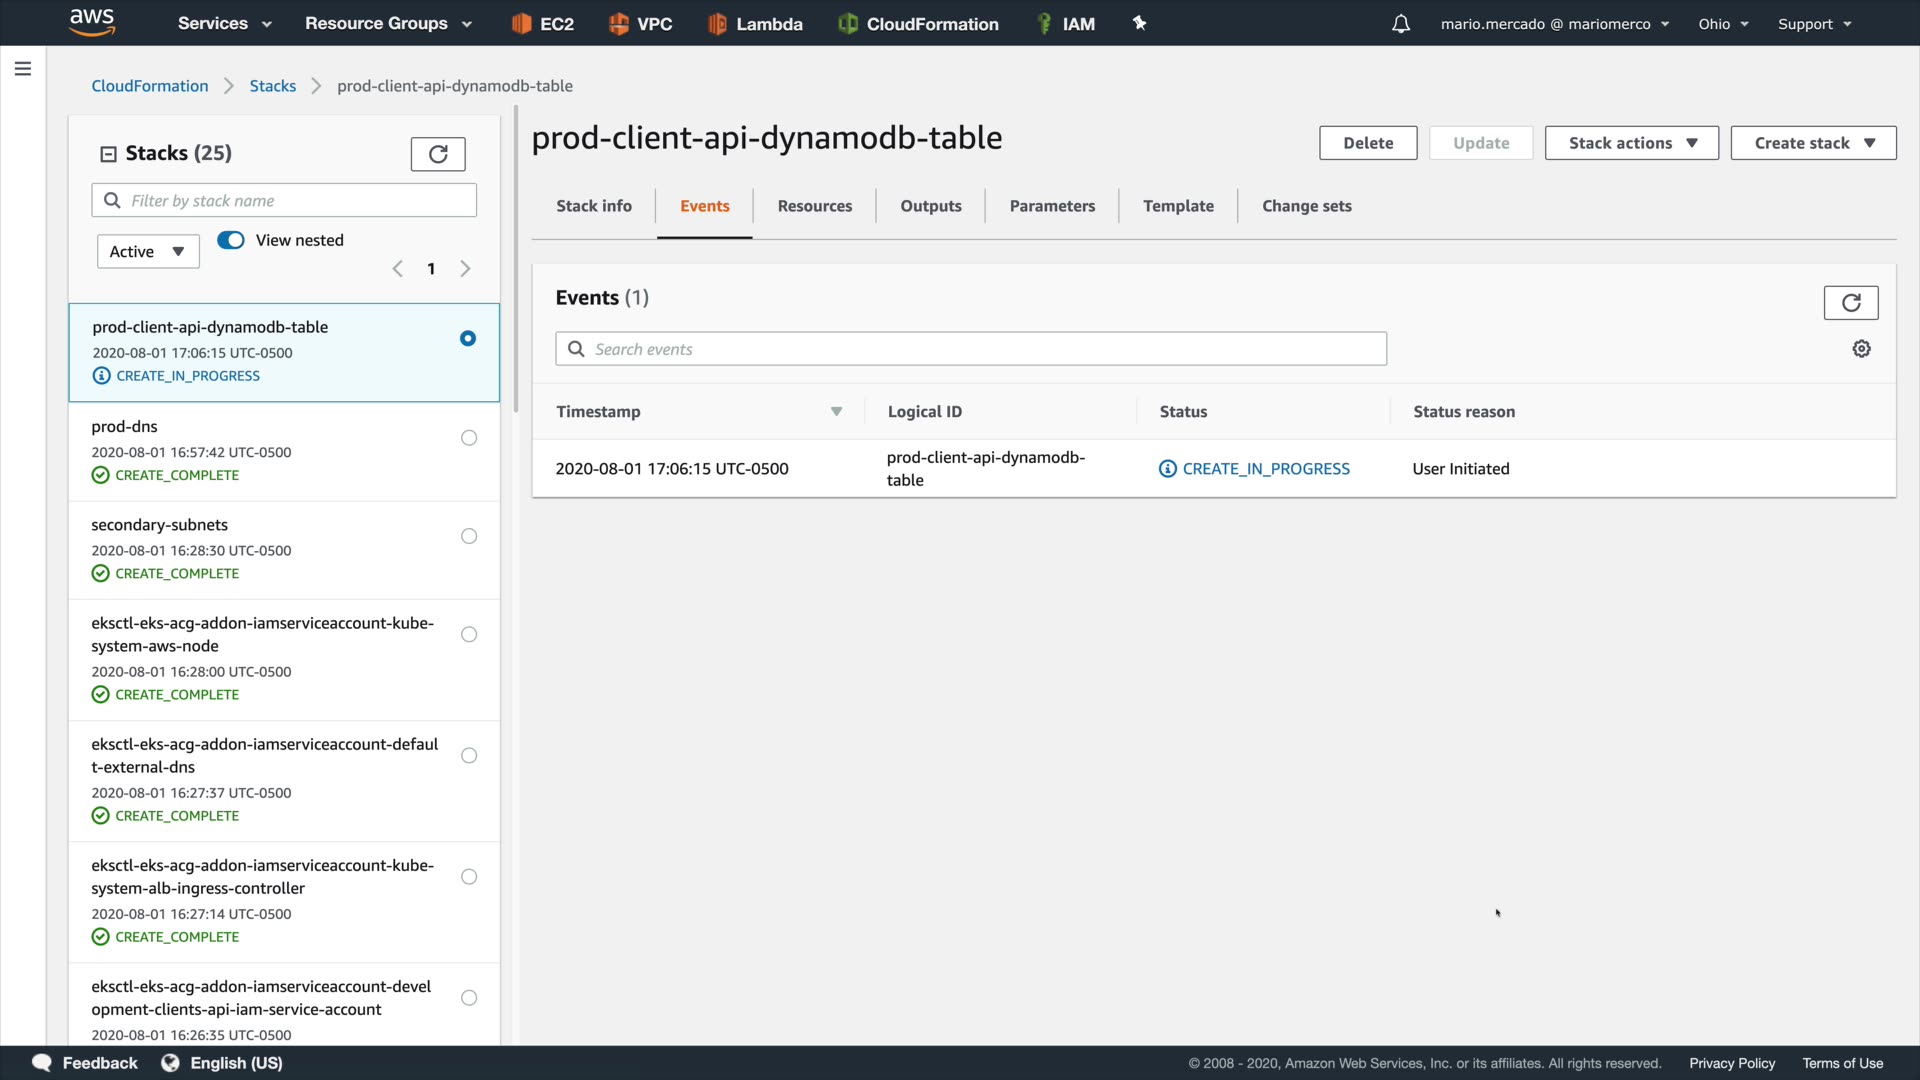 aws Services Resource Groups EC2 VPC Lambda CloudFormation IAM mario.mercado @ mariomerco Ohio Support
CloudFormation Stacks prod-client-api-dynamodb-table
Stacks (25)
Filter by stack name
Active View nested
1
prod-client-api-dynamodb-table
2020-08-01 17:06:15 UTC-0500
CREATE_IN_PROGRESS
prod-dns
2020-08-01 16:57:42 UTC-0500
CREATE_COMPLETE
secondary-subnets
2020-08-01 16:28:30 UTC-0500
CREATE_COMPLETE
eksctl-eks-acg-addon-iamserviceaccount-kube-
system-aws-node
2020-08-01 16:28:00 UTC-0500
CREATE_COMPLETE
eksctl-eks-acg-addon-iamserviceaccount-defaul
t-external-dns
2020-08-01 16:27:37 UTC-0500
CREATE_COMPLETE
eksctl-eks-acg-addon-iamserviceaccount-kube-
system-alb-ingress-controller
2020-08-01 16:27:14 UTC-0500
CREATE_COMPLETE
eksctl-eks-acg-addon-iamserviceaccount-devel
opment-clients-api-iam-service-account
2020-08-01 16:26:35 UTC-0500
prod-client-api-dynamodb-table
Delete Update Stack actions Create stack
Stack info Events Resources Outputs Parameters Template Change sets
Events (1)
Search events
Timestamp Logical ID Status Status reason
2020-08-01 17:06:15 UTC-0500 prod-client-api-dynamodb-
table CREATE_IN_PROGRESS User Initiated
Feedback English (US) © 2008 - 2020, Amazon Web Services, Inc. or its affiliates. All rights reserved. Privacy Policy Terms of Use